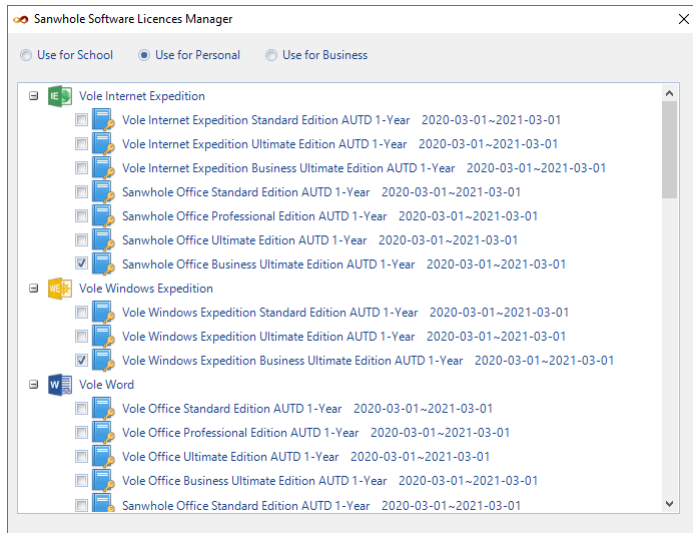 Sanwhole Software Licences Manager
Use for School Use for Personal Use for Business
IE Vole Internet Expedition
Vole Internet Expedition Standard Edition AUTD 1-Year 2020-03-01~2021-03-01
Vole Internet Expedition Ultimate Edition AUTD 1-Year 2020-03-01~2021-03-01
Vole Internet Expedition Business Ultimate Edition AUTD 1-Year 2020-03-01~2021-03-01
Sanwhole Office Standard Edition AUTD 1-Year 2020-03-01~2021-03-01
Sanwhole Office Professional Edition AUTD 1-Year 2020-03-01~2021-03-01
Sanwhole Office Ultimate Edition AUTD 1-Year 2020-03-01~2021-03-01
Sanwhole Office Business Ultimate Edition AUTD 1-Year 2020-03-01~2021-03-01
WE Vole Windows Expedition
Vole Windows Expedition Standard Edition AUTD 1-Year 2020-03-01~2021-03-01
Vole Windows Expedition Ultimate Edition AUTD 1-Year 2020-03-01~2021-03-01
Vole Windows Expedition Business Ultimate Edition AUTD 1-Year 2020-03-01~2021-03-01
W Vole Word
Vole Office Standard Edition AUTD 1-Year 2020-03-01~2021-03-01
Vole Office Professional Edition AUTD 1-Year 2020-03-01~2021-03-01
Vole Office Ultimate Edition AUTD 1-Year 2020-03-01~2021-03-01
Vole Office Business Ultimate Edition AUTD 1-Year 2020-03-01~2021-03-01
Sanwhole Office Standard Edition AUTD 1-Year 2020-03-01~2021-03-01